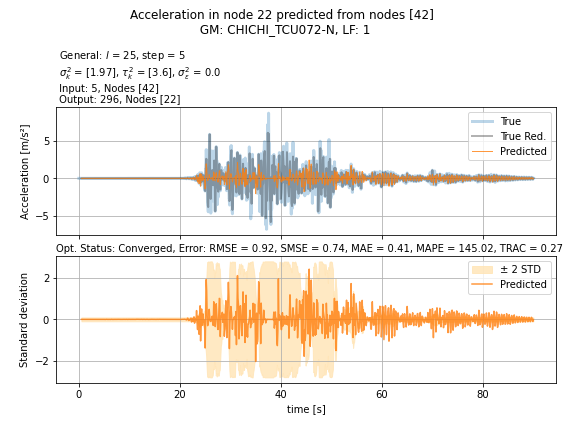 Acceleration in node 22 predicted from nodes [42]
GM: CHICHI_TCU072-N, LF: 1
General: l = 25, step = 5
σ²ₖ = [1.97], τ²ₖ = [3.6], σ²_ε = 0.0
Input: 5, Nodes [42]
Output: 296, Nodes [22]
Acceleration [m/s²]
5
0
−5
True
True Red.
Predicted
Opt. Status: Converged, Error: RMSE = 0.92, SMSE = 0.74, MAE = 0.41, MAPE = 145.02, TRAC = 0.27
Standard deviation
2
0
−2
± 2 STD
Predicted
0 20 40 60 80
time [s]